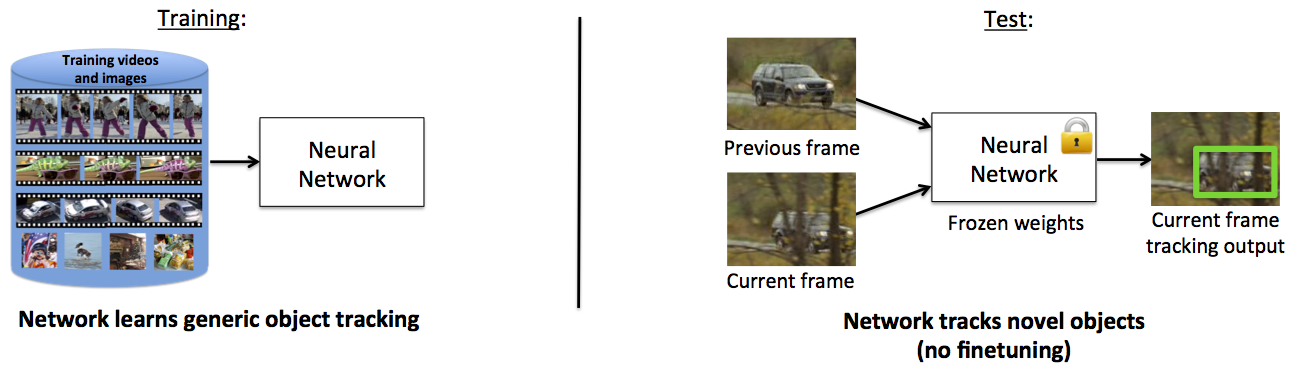 Training:
Training videos
and images
Neural
Network
Network learns generic object tracking
Test:
Previous frame
Current frame
Neural
Network
Frozen weights
Current frame
tracking output
Network tracks novel objects
(no finetuning)